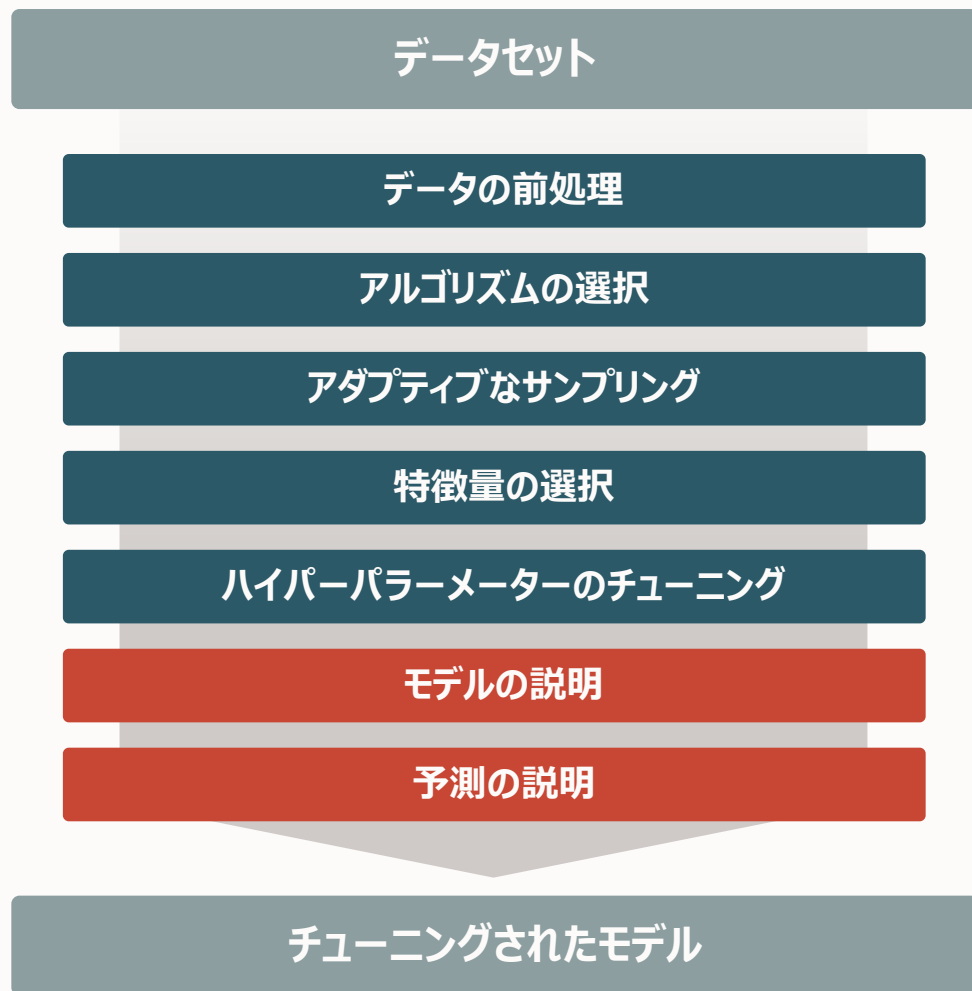 データセット
データの前処理
アルゴリズムの選択
アダプティブなサンプリング
特徴量の選択
ハイパーパラーメーターのチューニング
モデルの説明
予測の説明
チューニングされたモデル